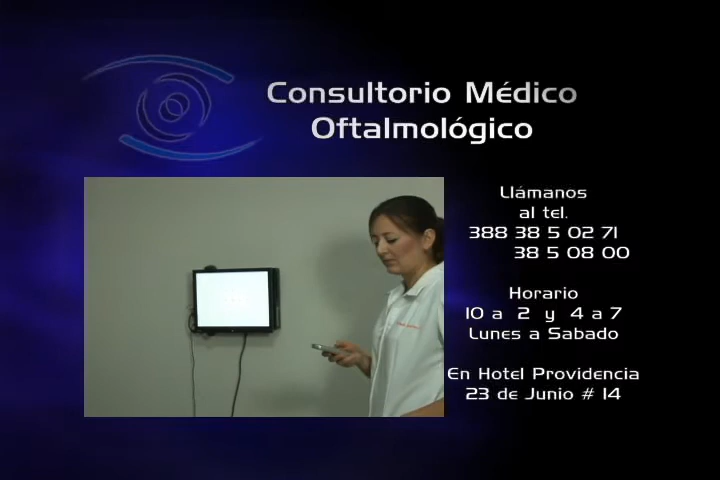 Consultorio Médico
Oftalmológico
Llámanos
al tel.
388 38 5 02 71
38 5 08 00
Horario
10 a 2 y 4 a 7
Lunes a Sabado
En Hotel Providencia
23 de Junio # 14